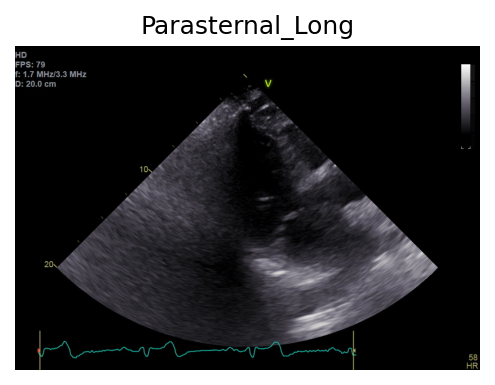 Parasternal_Long
HD
FPS: 79
f: 1.7 MHz/3.3 MHz
D: 20.0 cm
V
10
20
58
HR